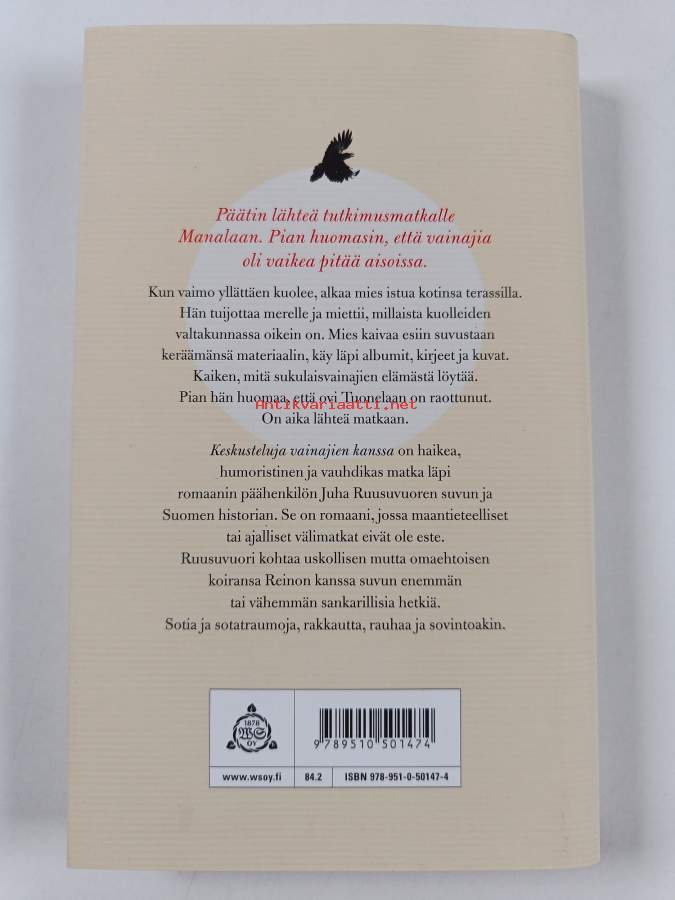 Päätin lähteä tutkimusmatkalle
Manalaan. Pian huomasin, että vainajia
oli vaikea pitää aisoissa.
Kun vaimo yllättäen kuolee, alkaa mies istua kotinsa terassilla.
Hän tuijottaa merelle ja miettii, millaista kuolleiden
valtakunnassa oikein on. Mies kaivaa esiin suvustaan
keräämänsä materiaalin, käy läpi albumit, kirjeet ja kuvat.
Kaiken, mitä sukulaisvainajien elämästä löytää.
Pian hän huomaa, että ovi Tuonelaan on raottunut.
Antikvariaatti.net
On aika lähteä matkaan.
Keskusteluja vainajien kanssa on haikea,
humoristinen ja vauhdikas matka läpi
romaanin päähenkilön Juha Ruusuvuoren suvun ja
Suomen historian. Se on romaani, jossa maantieteelliset
tai ajalliset välimatkat eivät ole este.
Ruusuvuori kohtaa uskollisen mutta omaehtoisen
koiransa Reinon kanssa suvun enemmän
tai vähemmän sankarillisia hetkiä.
Sotia ja sotatraumoja, rakkautta, rauhaa ja sovintoakin.
1878
WS
OY
9 789510 501474
www.wsoy.fi
84.2
ISBN 978-951-0-50147-4